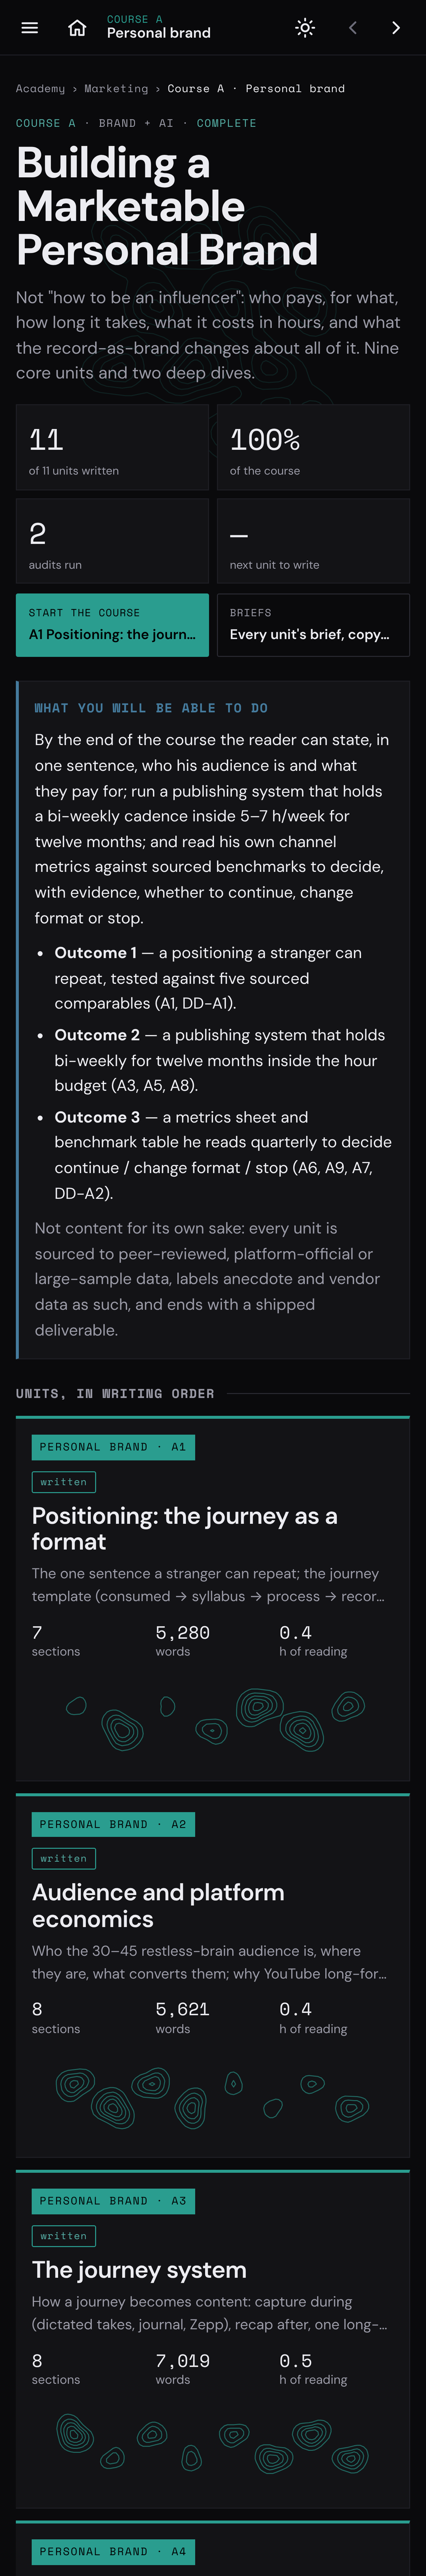 COURSE A
Personal brand
Academy › Marketing › Course A · Personal brand
COURSE A · BRAND + AI · COMPLETE
Building a
Marketable
Personal Brand
Not "how to be an influencer": who pays, for what,
how long it takes, what it costs in hours, and what
the record-as-brand changes about all of it. Nine
core units and two deep dives.
11
of 11 units written
100%
of the course
2
audits run
—
next unit to write
START THE COURSE
A1 Positioning: the journ…
BRIEFS
Every unit's brief, copy…
WHAT YOU WILL BE ABLE TO DO
By the end of the course the reader can state, in
one sentence, who his audience is and what
they pay for; run a publishing system that holds
a bi-weekly cadence inside 5–7 h/week for
twelve months; and read his own channel
metrics against sourced benchmarks to decide,
with evidence, whether to continue, change
format or stop.
• Outcome 1 — a positioning a stranger can
repeat, tested against five sourced
comparables (A1, DD-A1).
• Outcome 2 — a publishing system that holds
bi-weekly for twelve months inside the hour
budget (A3, A5, A8).
• Outcome 3 — a metrics sheet and
benchmark table he reads quarterly to decide
continue / change format / stop (A6, A9, A7,
DD-A2).
Not content for its own sake: every unit is
sourced to peer-reviewed, platform-official or
large-sample data, labels anecdote and vendor
data as such, and ends with a shipped
deliverable.
UNITS, IN WRITING ORDER
PERSONAL BRAND · A1
written
Positioning: the journey as a
format
The one sentence a stranger can repeat; the journey
template (consumed → syllabus → process → recor…
7
sections
5,280
words
0.4
h of reading
PERSONAL BRAND · A2
written
Audience and platform
economics
Who the 30–45 restless-brain audience is, where
they are, what converts them; why YouTube long-for…
8
sections
5,621
words
0.4
h of reading
PERSONAL BRAND · A3
written
The journey system
How a journey becomes content: capture during
(dictated takes, journal, Zepp), recap after, one long-…
8
sections
7,019
words
0.5
h of reading
PERSONAL BRAND · A4